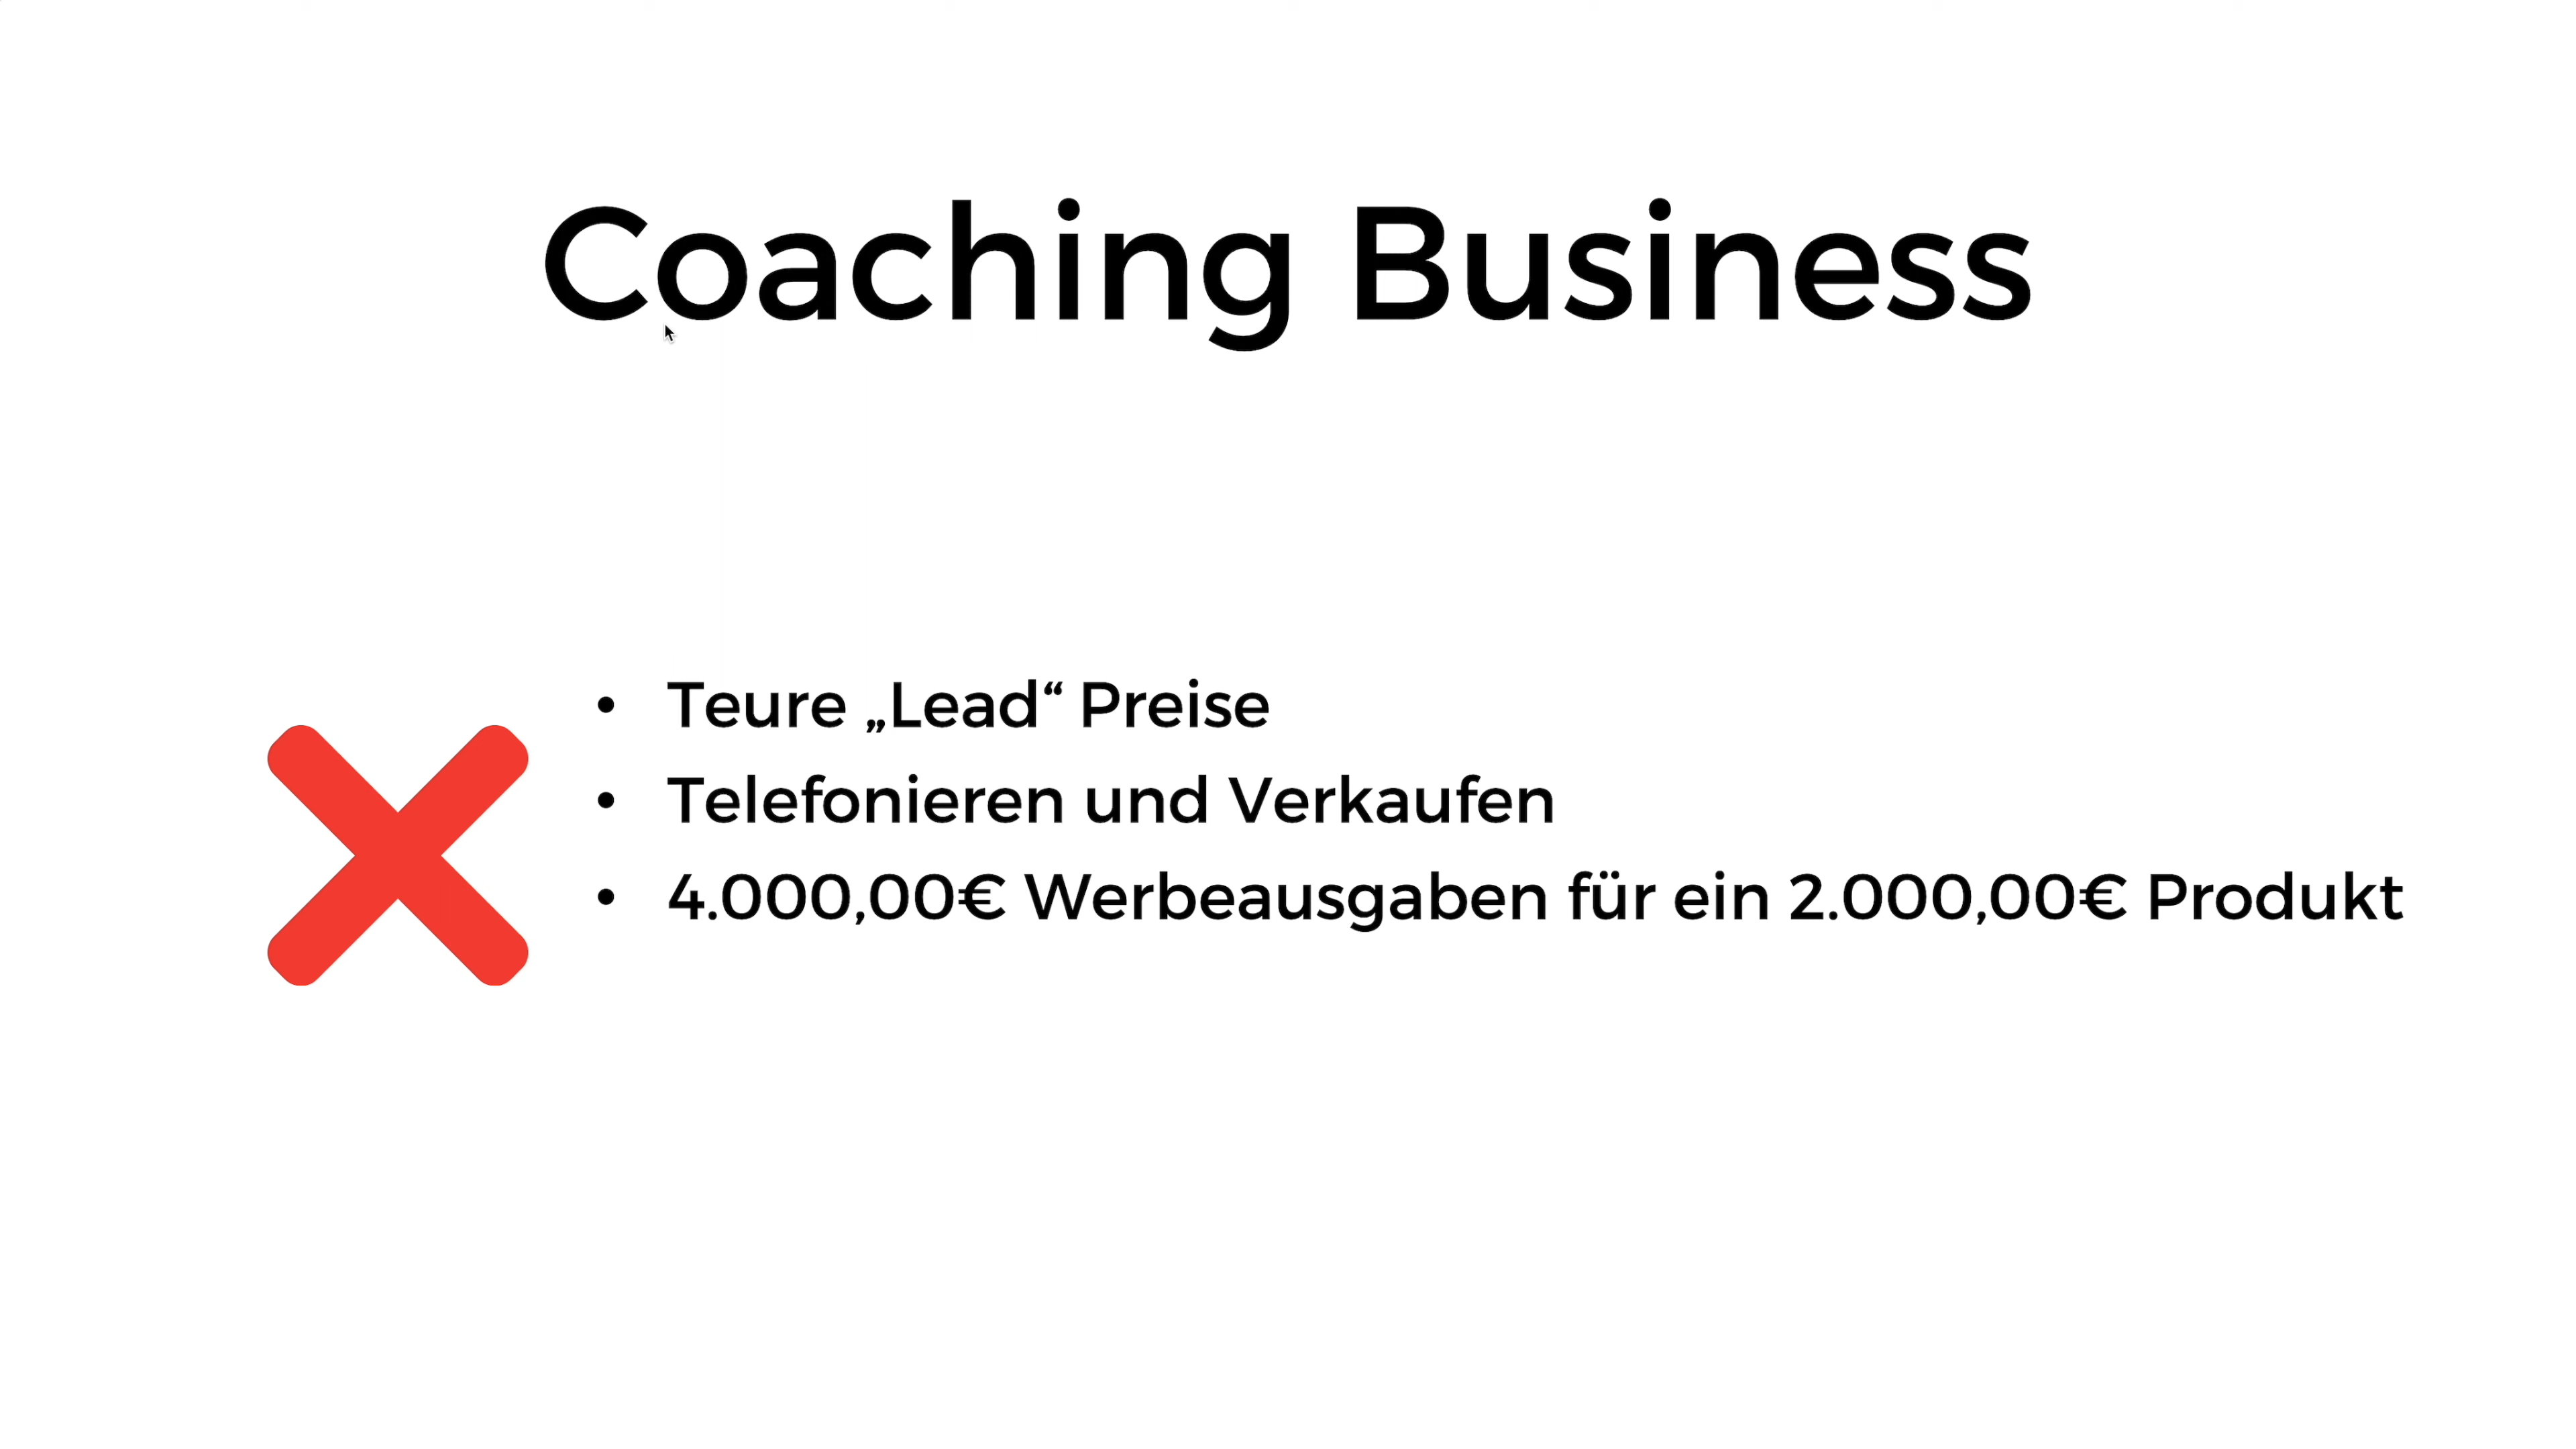 Coaching Business
• Teure „Lead“ Preise
• Telefonieren und Verkaufen
• 4.000,00€ Werbeausgaben für ein 2.000,00€ Produkt